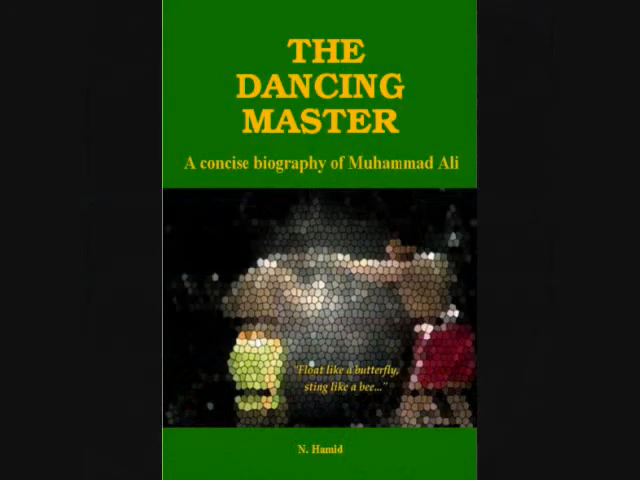 THE
DANCING
MASTER
A concise biography of Muhammad Ali
"Float like a butterfly,
sting like a bee..."
N. Hamid